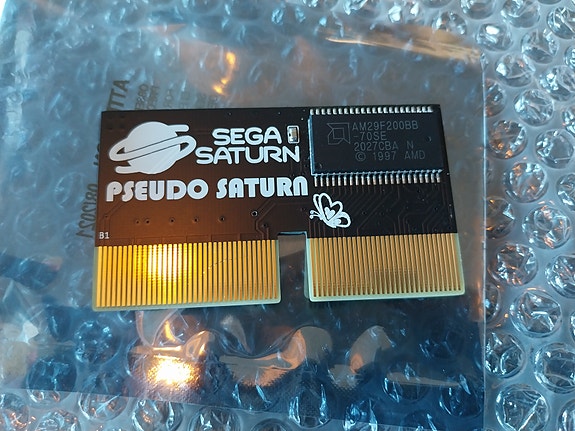 SEGA
SATURN
PSEUDO SATURN
AM29F200BB
-70SE
2027CBA N
© 1997 AMD
B1